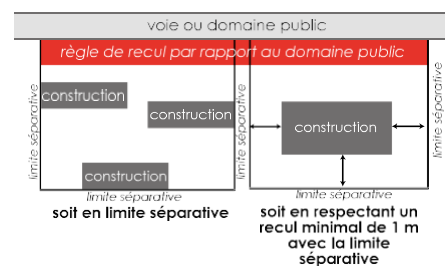 voie ou domaine public
règle de recul par rapport au domaine public
limite séparative
construction
construction
construction
limite séparative
limite séparative
soit en limite séparative
limite séparative
construction
limite séparative
limite séparative
soit en respectant un
recul minimal de 1 m
avec la limite
séparative